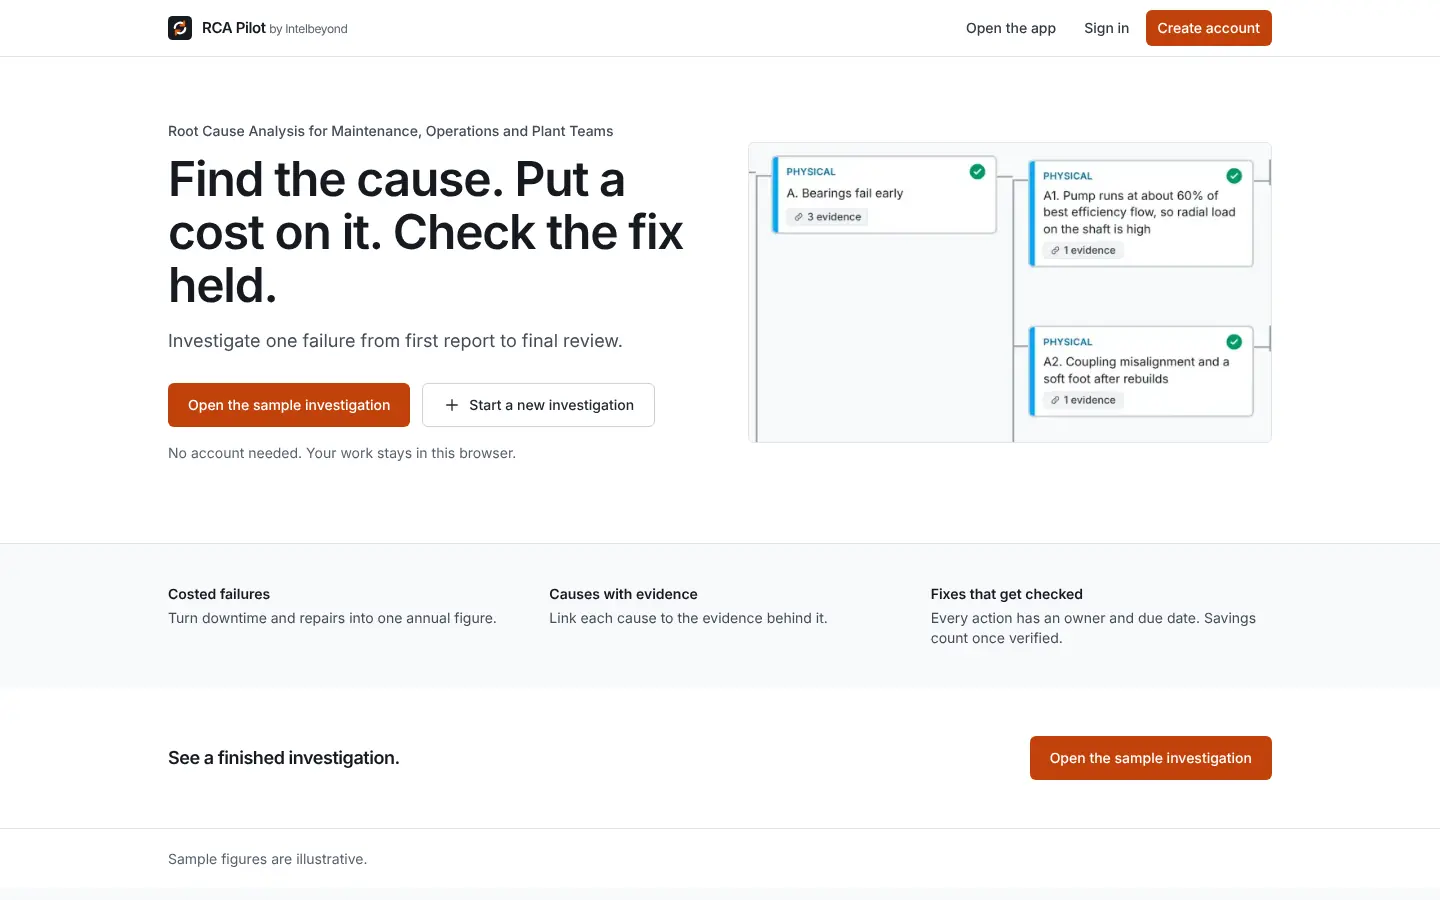 RCA Pilot by Intelbeyond
Open the app
Sign in
Create account
Root Cause Analysis for Maintenance, Operations and Plant Teams
Find the cause. Put a
cost on it. Check the fix
held.
Investigate one failure from first report to final review.
Open the sample investigation
+ Start a new investigation
No account needed. Your work stays in this browser.
PHYSICAL
A. Bearings fail early
3 evidence
PHYSICAL
A1. Pump runs at about 60% of
best efficiency flow, so radial load
on the shaft is high
1 evidence
PHYSICAL
A2. Coupling misalignment and a
soft foot after rebuilds
1 evidence
Costed failures
Turn downtime and repairs into one annual figure.
Causes with evidence
Link each cause to the evidence behind it.
Fixes that get checked
Every action has an owner and due date. Savings
count once verified.
See a finished investigation.
Open the sample investigation
Sample figures are illustrative.